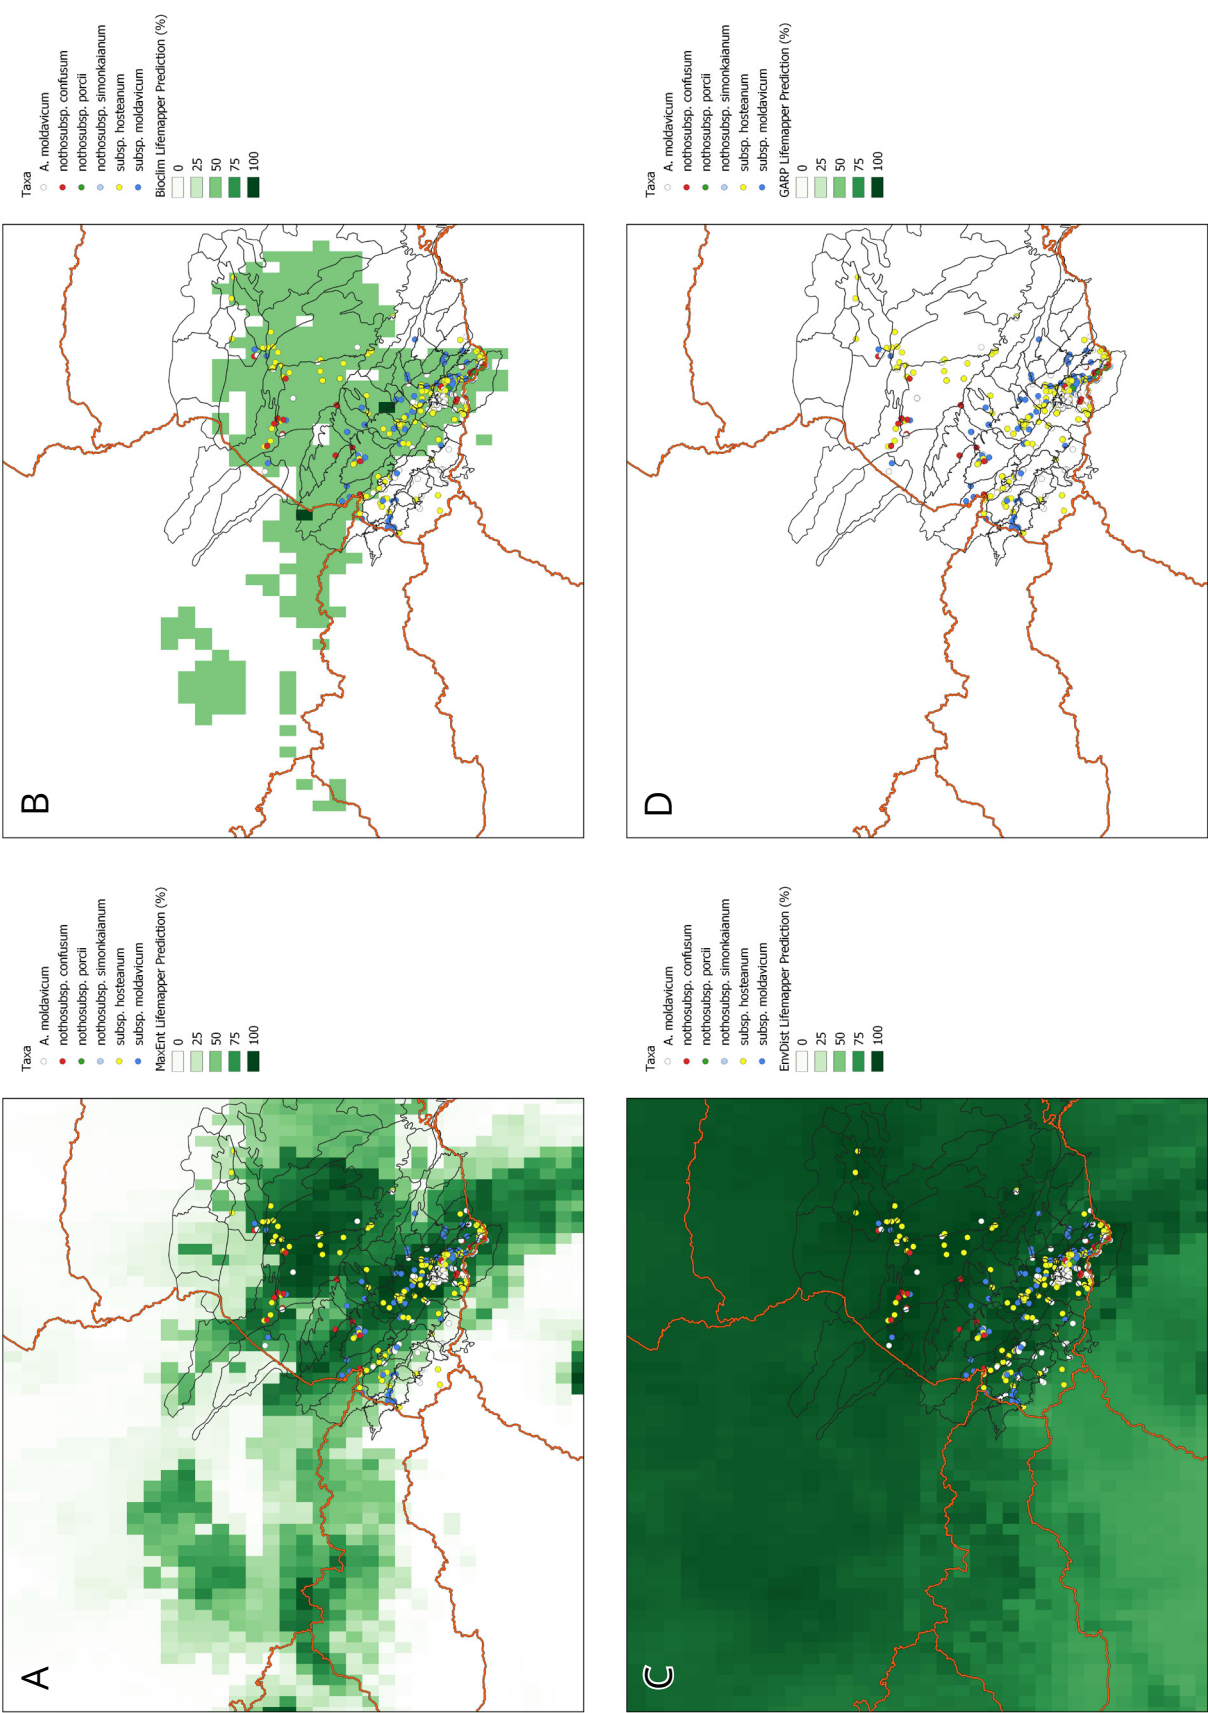 A
Taxa
A. moldavicum
nothosubsp. confusum
nothosubsp. porcii
nothosubsp. simonkaianum
subsp. hosteanum
subsp. moldavicum
MaxEnt Lifemapper Prediction (%)
0
25
50
75
100
B
Taxa
A. moldavicum
nothosubsp. confusum
nothosubsp. porcii
nothosubsp. simonkaianum
subsp. hosteanum
subsp. moldavicum
Bioclim Lifemapper Prediction (%)
0
25
50
75
100
C
Taxa
A. moldavicum
nothosubsp. confusum
nothosubsp. porcii
nothosubsp. simonkaianum
subsp. hosteanum
subsp. moldavicum
EnvDist Lifemapper Prediction (%)
0
25
50
75
100
D
Taxa
A. moldavicum
nothosubsp. confusum
nothosubsp. porcii
nothosubsp. simonkaianum
subsp. hosteanum
subsp. moldavicum
GARP Lifemapper Prediction (%)
0
25
50
75
100